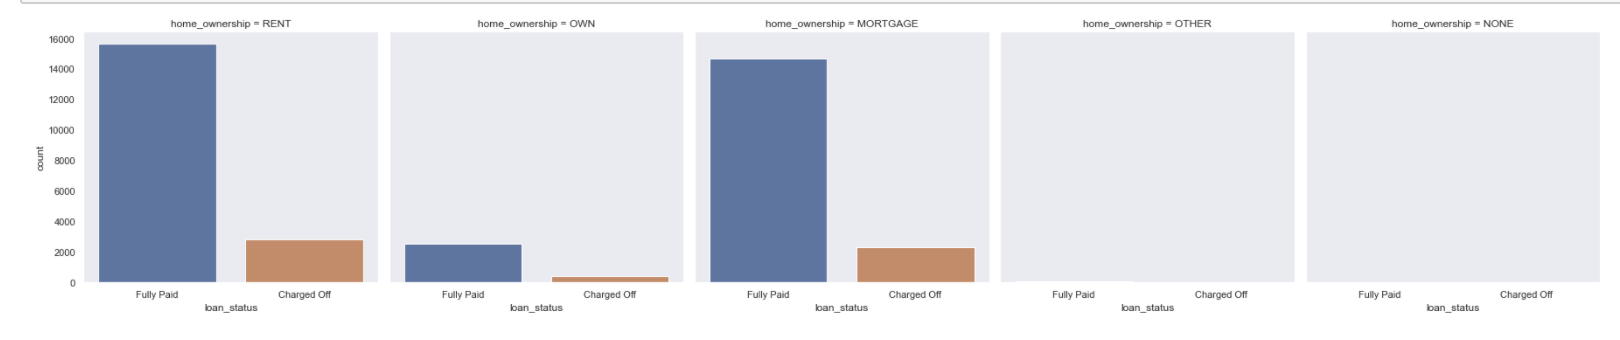 home_ownership = RENT
home_ownership = OWN
home_ownership = MORTGAGE
home_ownership = OTHER
home_ownership = NONE
16000
14000
12000
10000
8000
6000
4000
2000
0
count
Fully Paid Charged Off
loan_status
Fully Paid Charged Off
loan_status
Fully Paid Charged Off
loan_status
Fully Paid Charged Off
loan_status
Fully Paid Charged Off
loan_status